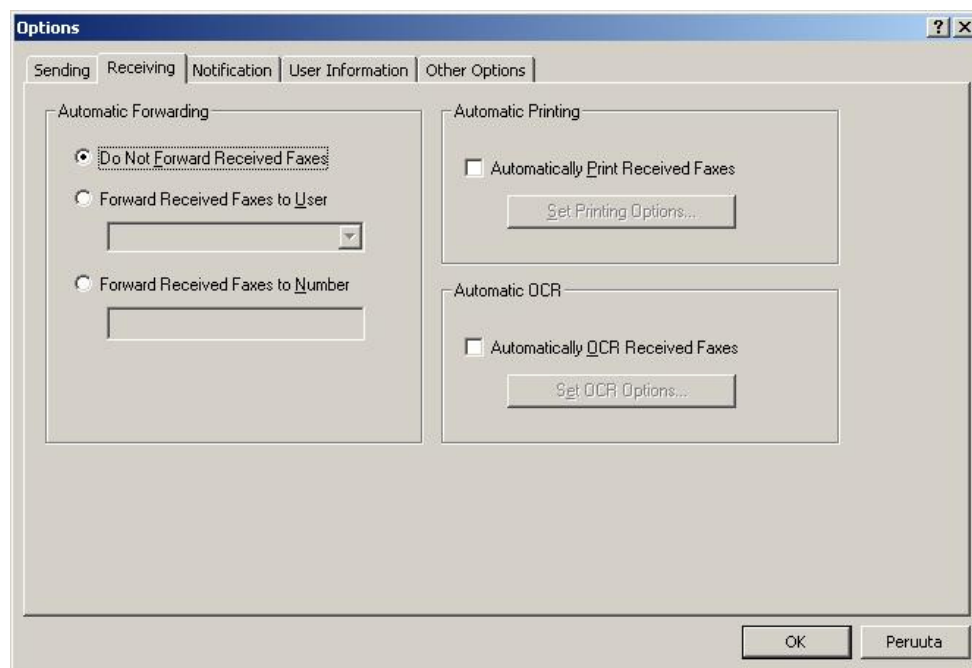 Options
Sending Receiving Notification User Information Other Options
Automatic Forwarding
Do Not Forward Received Faxes
Forward Received Faxes to User
Forward Received Faxes to Number
Automatic Printing
Automatically Print Received Faxes
Set Printing Options...
Automatic OCR
Automatically OCR Received Faxes
Set OCR Options...
OK Peruuta